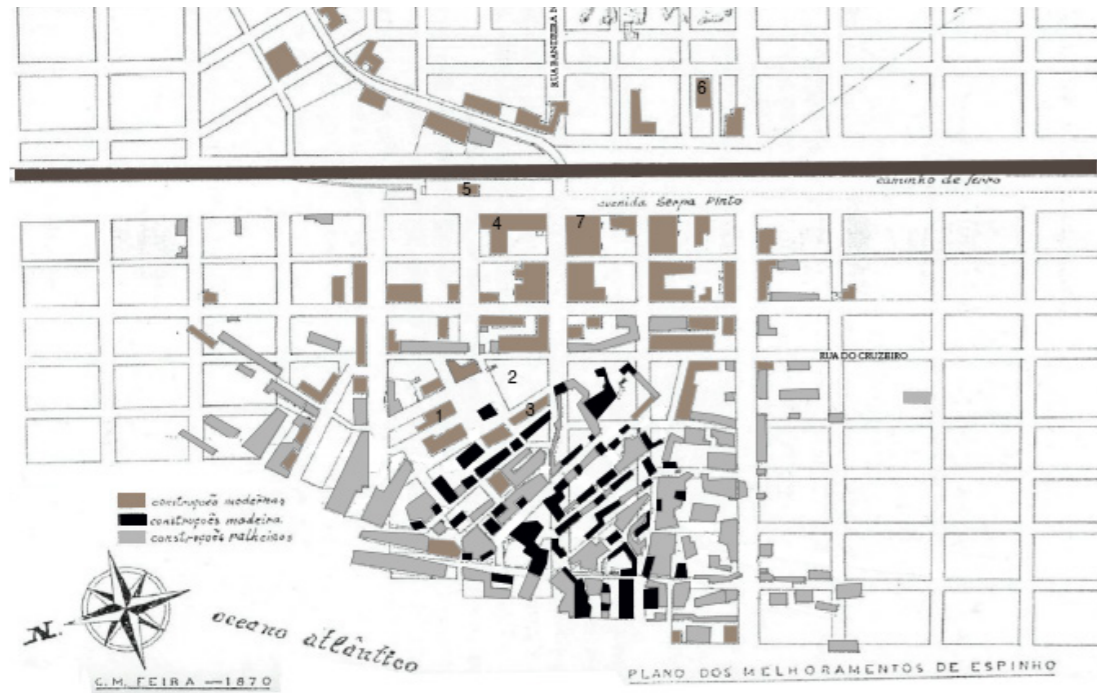 RUA BANDEIRA
6
caminho de ferro
5
avenida Serpa Pinto
4
7
RUA DO CRUZEIRO
2
1
3
construções modernas
construções madeira
construções palheiros
N.
oceano atlântico
C.M. FEIRA — 1870
PLANO DOS MELHORAMENTOS DE ESPINHO